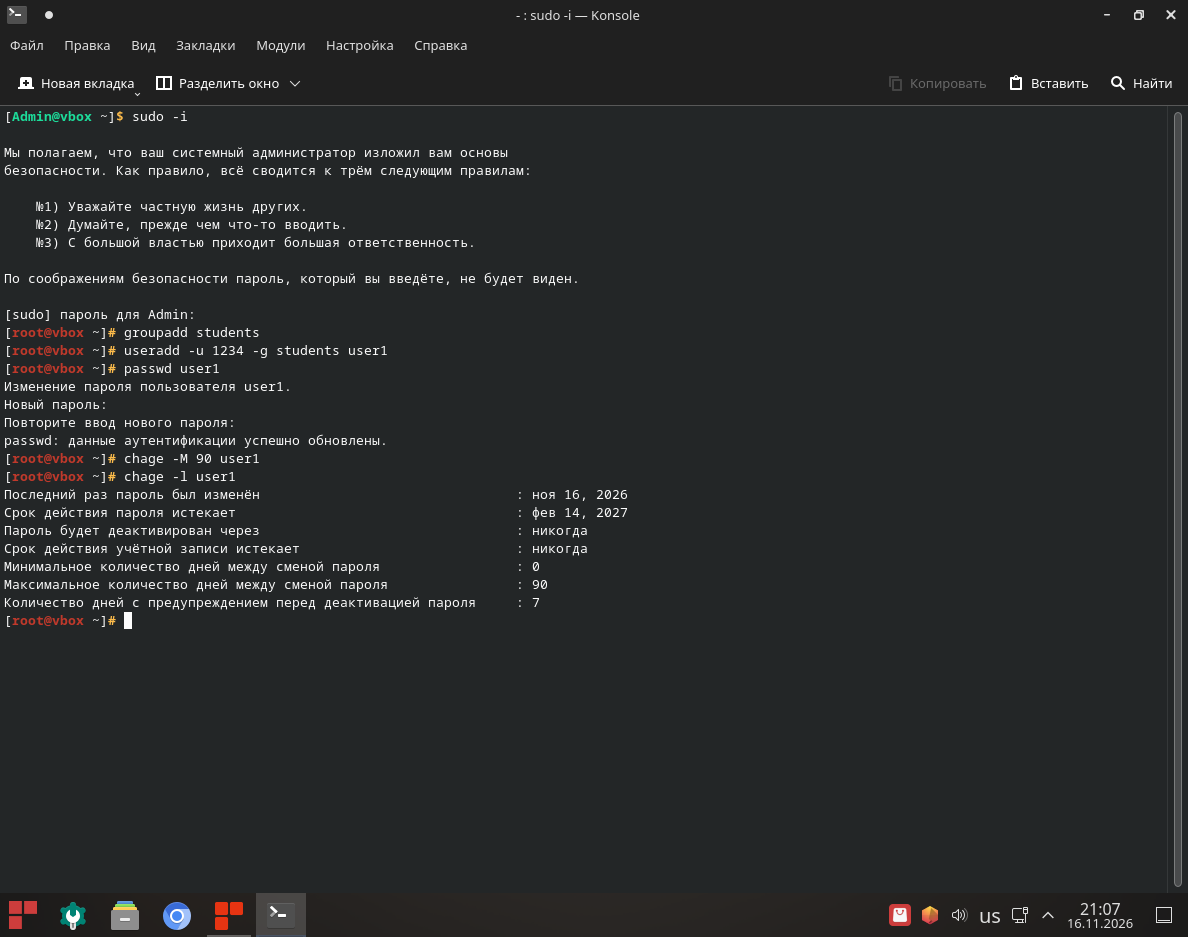 - : sudo -i — Konsole
Файл Правка Вид Закладки Модули Настройка Справка
Новая вкладка Разделить окно Копировать Вставить Найти
[Admin@vbox ~]$ sudo -i
Мы полагаем, что ваш системный администратор изложил вам основы
безопасности. Как правило, всё сводится к трём следующим правилам:
№1) Уважайте частную жизнь других.
№2) Думайте, прежде чем что-то вводить.
№3) С большой властью приходит большая ответственность.
По соображениям безопасности пароль, который вы введёте, не будет виден.
[sudo] пароль для Admin:
[root@vbox ~]# groupadd students
[root@vbox ~]# useradd -u 1234 -g students user1
[root@vbox ~]# passwd user1
Изменение пароля пользователя user1.
Новый пароль:
Повторите ввод нового пароля:
passwd: данные аутентификации успешно обновлены.
[root@vbox ~]# chage -M 90 user1
[root@vbox ~]# chage -l user1
Последний раз пароль был изменён : ноя 16, 2026
Срок действия пароля истекает : фев 14, 2027
Пароль будет деактивирован через : никогда
Срок действия учётной записи истекает : никогда
Минимальное количество дней между сменой пароля : 0
Максимальное количество дней между сменой пароля : 90
Количество дней с предупреждением перед деактивацией пароля : 7
[root@vbox ~]#
us 21:07
16.11.2026